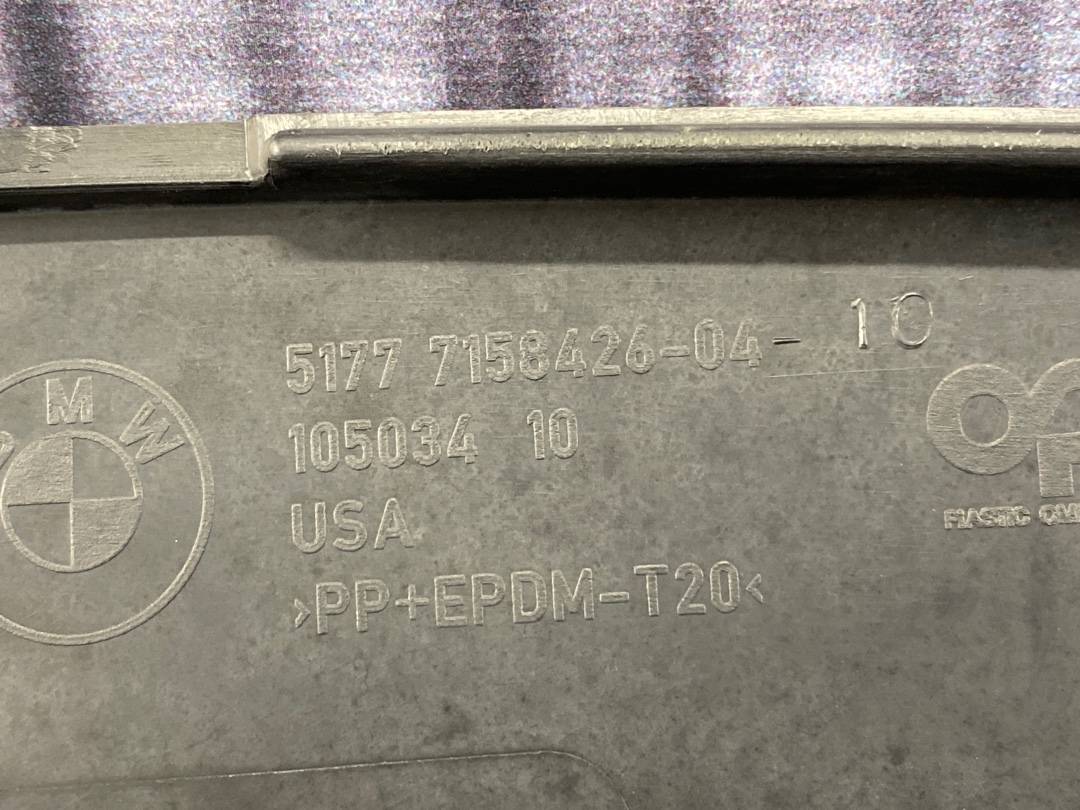 BMW
5177 7158426-04- 10
105034 10
USA
>PP+EPDM-T20<